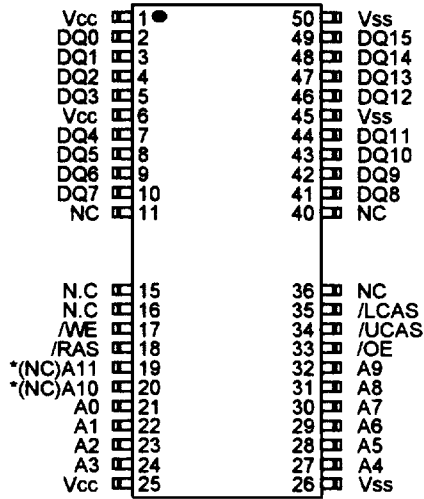 Vcc 1 50 Vss
DQ0 2 49 DQ15
DQ1 3 48 DQ14
DQ2 4 47 DQ13
DQ3 5 46 DQ12
Vcc 6 45 Vss
DQ4 7 44 DQ11
DQ5 8 43 DQ10
DQ6 9 42 DQ9
DQ7 10 41 DQ8
NC 11 40 NC
N.C 15 36 NC
N.C 16 35 /LCAS
/WE 17 34 /UCAS
/RAS 18 33 /OE
*(NC)A11 19 32 A9
*(NC)A10 20 31 A8
A0 21 30 A7
A1 22 29 A6
A2 23 28 A5
A3 24 27 A4
Vcc 25 26 Vss